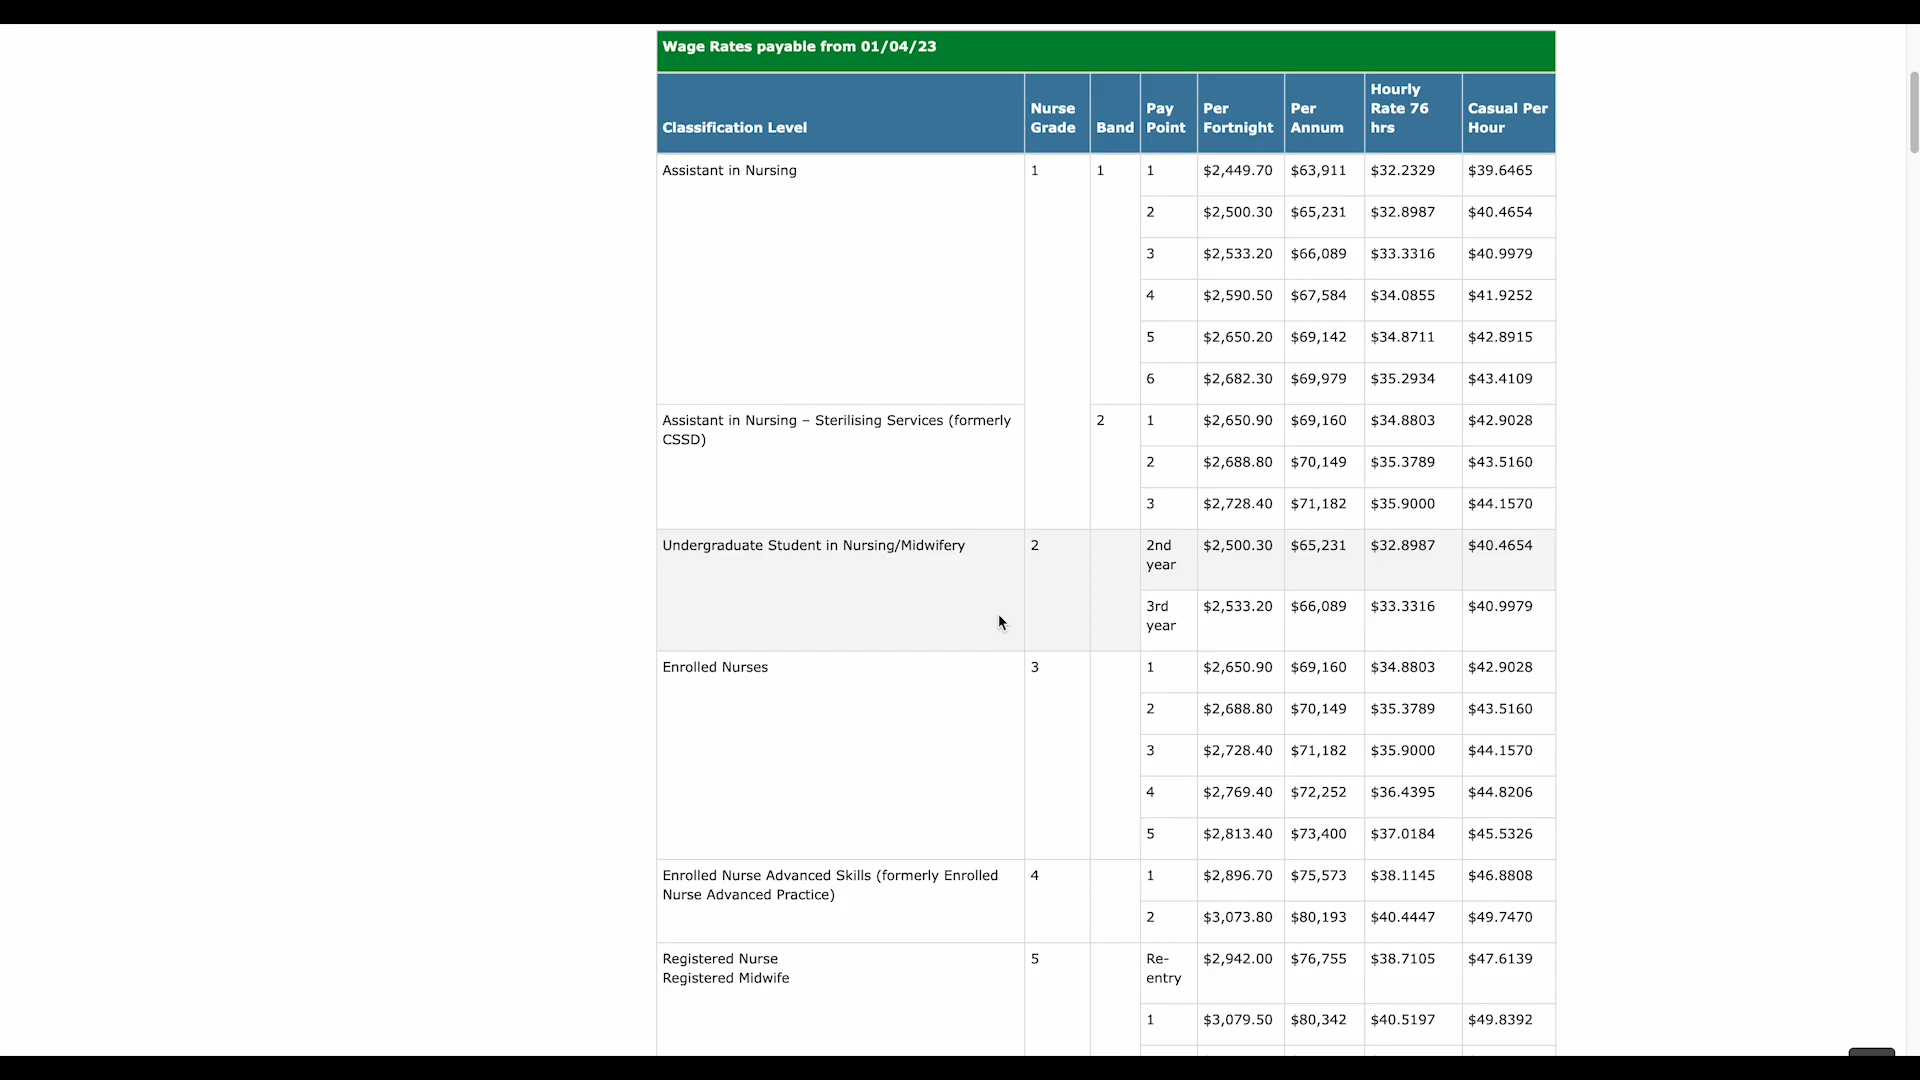 Wage Rates payable from 01/04/23
Classification Level Nurse Grade Band Pay Point Per Fortnight Per Annum Hourly Rate 76 hrs Casual Per Hour
Assistant in Nursing 1 1 1 $2,449.70 $63,911 $32.2329 $39.6465
2 $2,500.30 $65,231 $32.8987 $40.4654
3 $2,533.20 $66,089 $33.3316 $40.9979
4 $2,590.50 $67,584 $34.0855 $41.9252
5 $2,650.20 $69,142 $34.8711 $42.8915
6 $2,682.30 $69,979 $35.2934 $43.4109
Assistant in Nursing – Sterilising Services (formerly CSSD) 2 1 $2,650.90 $69,160 $34.8803 $42.9028
2 $2,688.80 $70,149 $35.3789 $43.5160
3 $2,728.40 $71,182 $35.9000 $44.1570
Undergraduate Student in Nursing/Midwifery 2 2nd year $2,500.30 $65,231 $32.8987 $40.4654
3rd year $2,533.20 $66,089 $33.3316 $40.9979
Enrolled Nurses 3 1 $2,650.90 $69,160 $34.8803 $42.9028
2 $2,688.80 $70,149 $35.3789 $43.5160
3 $2,728.40 $71,182 $35.9000 $44.1570
4 $2,769.40 $72,252 $36.4395 $44.8206
5 $2,813.40 $73,400 $37.0184 $45.5326
Enrolled Nurse Advanced Skills (formerly Enrolled Nurse Advanced Practice) 4 1 $2,896.70 $75,573 $38.1145 $46.8808
2 $3,073.80 $80,193 $40.4447 $49.7470
Registered Nurse Registered Midwife 5 Re-entry $2,942.00 $76,755 $38.7105 $47.6139
1 $3,079.50 $80,342 $40.5197 $49.8392